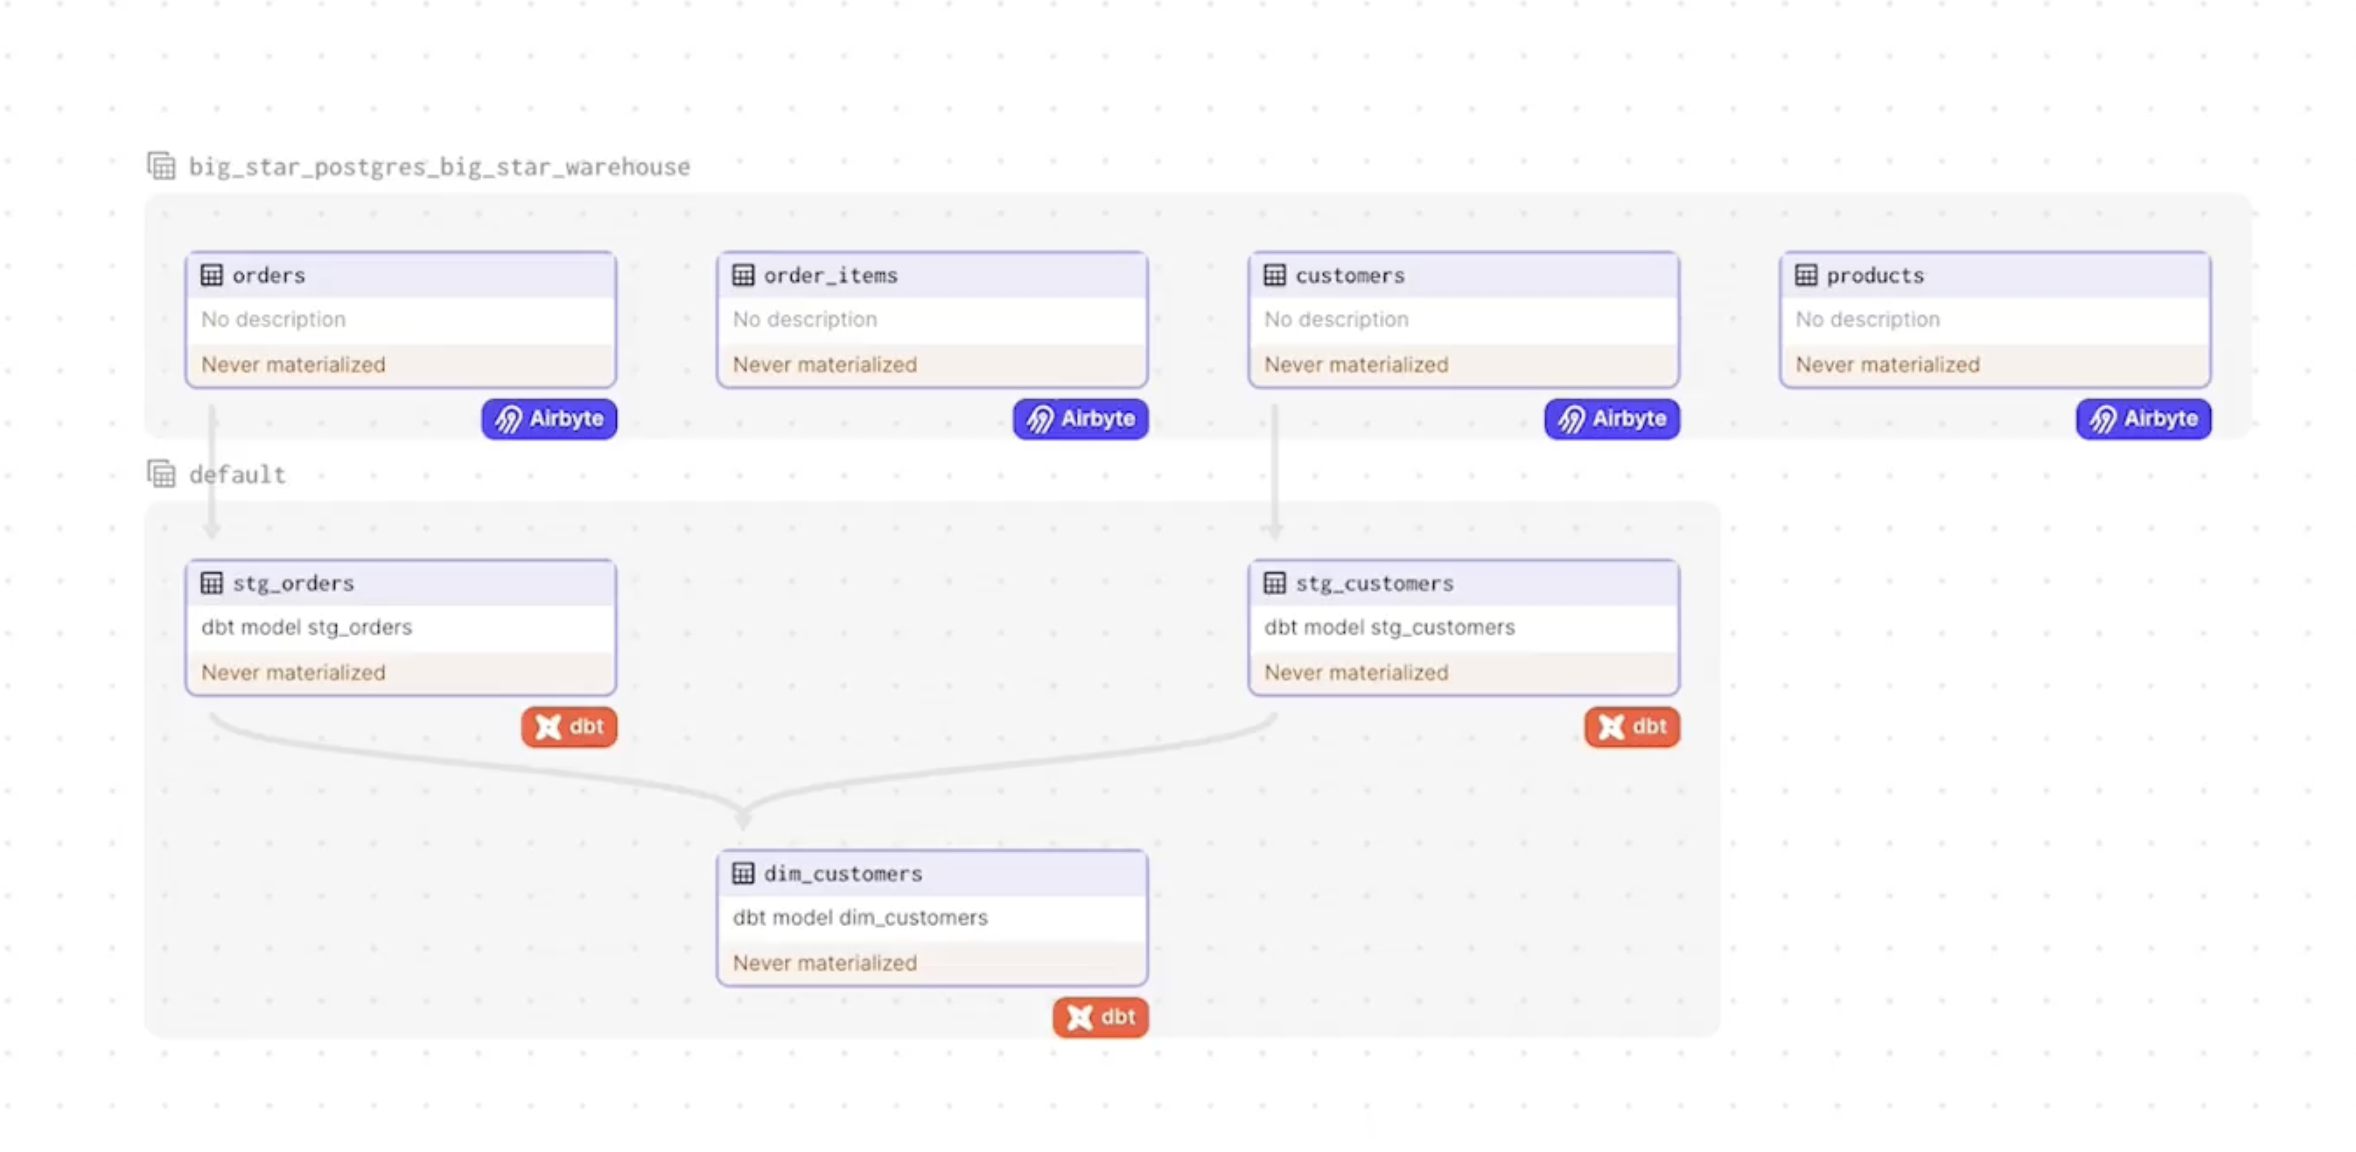 big_star_postgres_big_star_warehouse
orders
No description
Never materialized
Airbyte
order_items
No description
Never materialized
Airbyte
customers
No description
Never materialized
Airbyte
products
No description
Never materialized
Airbyte
default
stg_orders
dbt model stg_orders
Never materialized
dbt
stg_customers
dbt model stg_customers
Never materialized
dbt
dim_customers
dbt model dim_customers
Never materialized
dbt